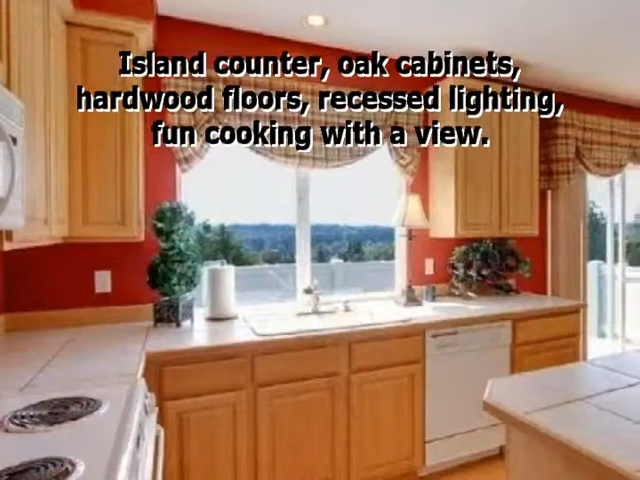 Island counter, oak cabinets,
hardwood floors, recessed lighting,
fun cooking with a view.